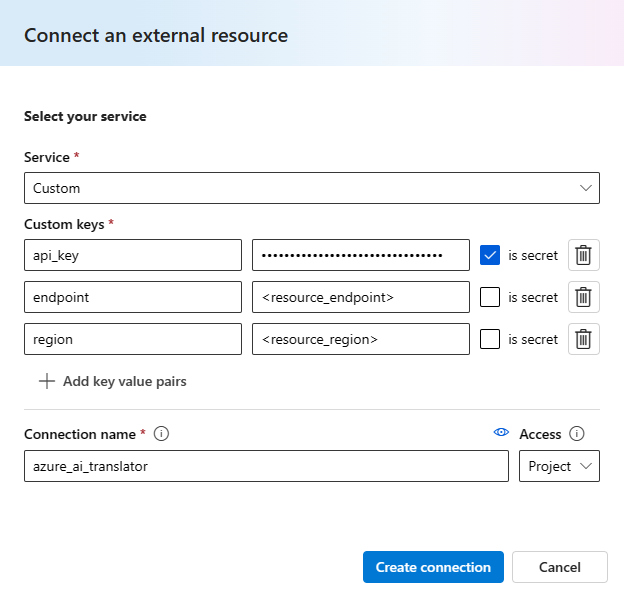 Connect an external resource
Select your service
Service *
Custom
Custom keys *
api_key •••••••••••••••••••••••••••••••• is secret
endpoint <resource_endpoint> is secret
region <resource_region> is secret
Add key value pairs
Connection name * Access
azure_ai_translator Project
Create connection Cancel